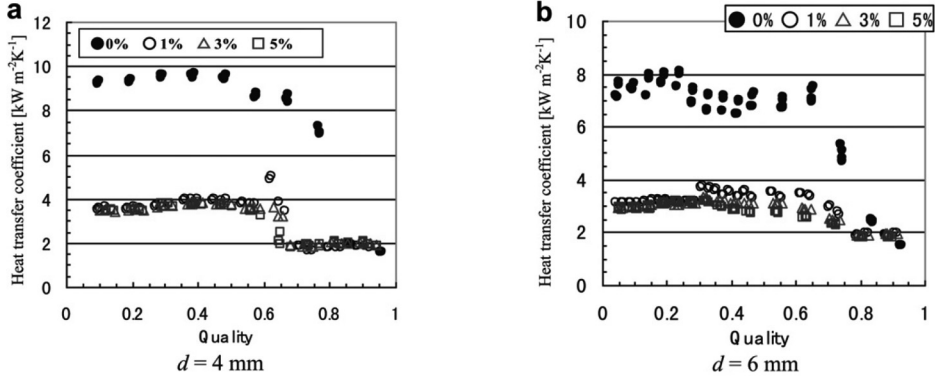 a
b
12
10
8
6
4
2
0
Heat transfer coefficient [kW m⁻²K⁻¹]
0% 1% 3% 5%
0 0.2 0.4 0.6 0.8 1
Quality
d = 4 mm
10
8
6
4
2
0
Heat transfer coefficient [kW m⁻²K⁻¹]
0% 1% 3% 5%
0 0.2 0.4 0.6 0.8 1
Quality
d = 6 mm